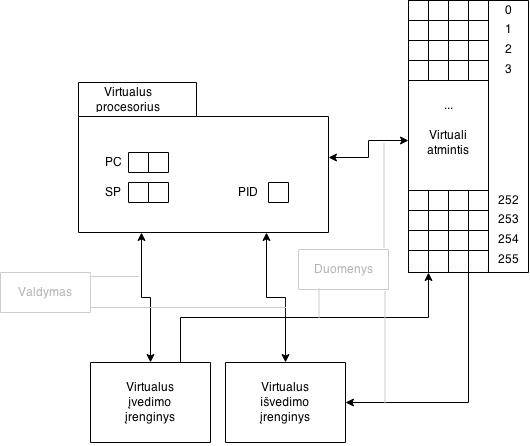 0
1
2
3
Virtualus
procesorius
...
Virtuali
atmintis
PC
SP
PID
252
253
254
255
Duomenys
Valdymas
Virtualus
įvedimo
įrenginys
Virtualus
išvedimo
įrenginys